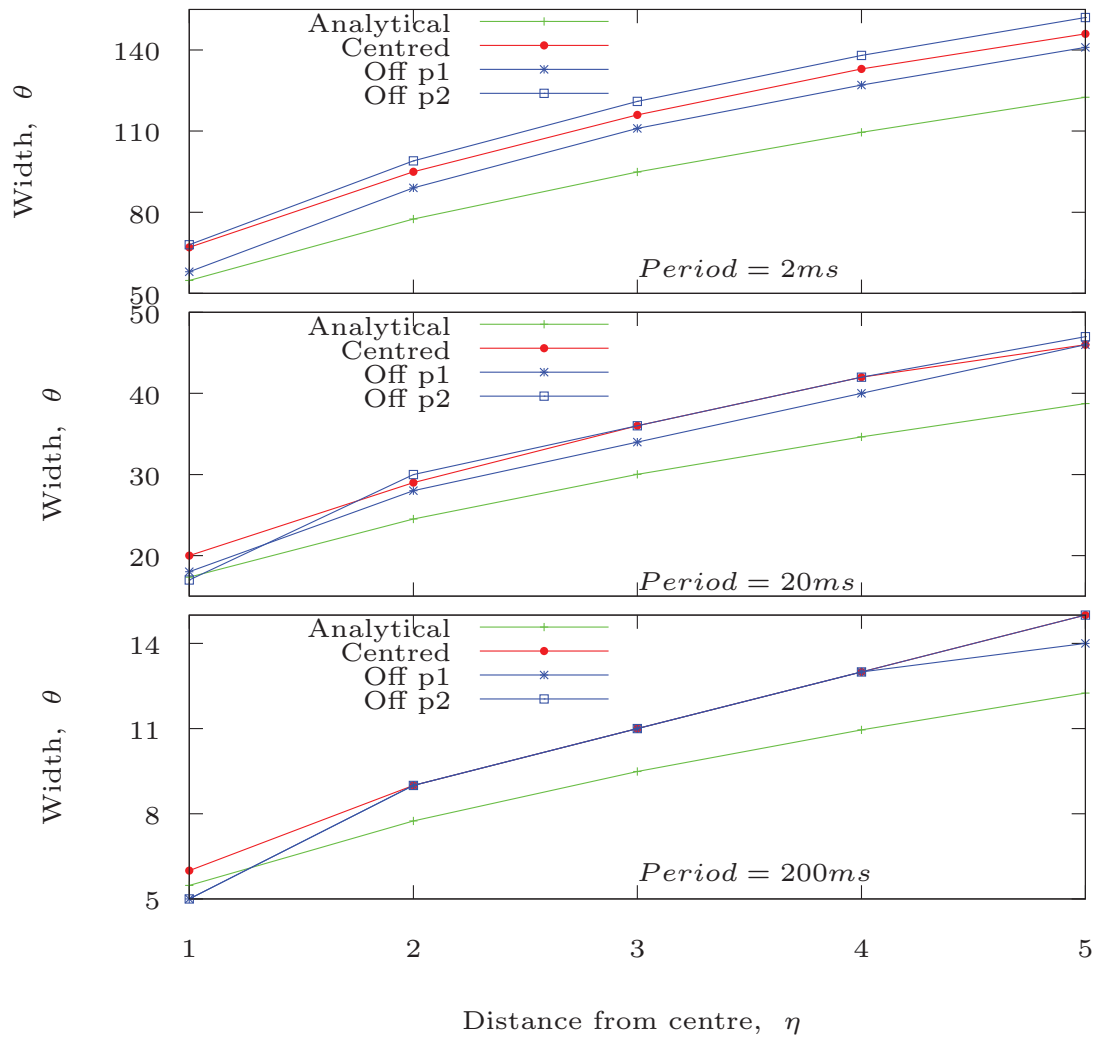 Analytical
Centred
Off p1
Off p2
140
110
80
50
Width, θ
Period = 2ms
Analytical
Centred
Off p1
Off p2
50
40
30
20
Width, θ
Period = 20ms
Analytical
Centred
Off p1
Off p2
14
11
8
5
Width, θ
Period = 200ms
1 2 3 4 5
Distance from centre, η